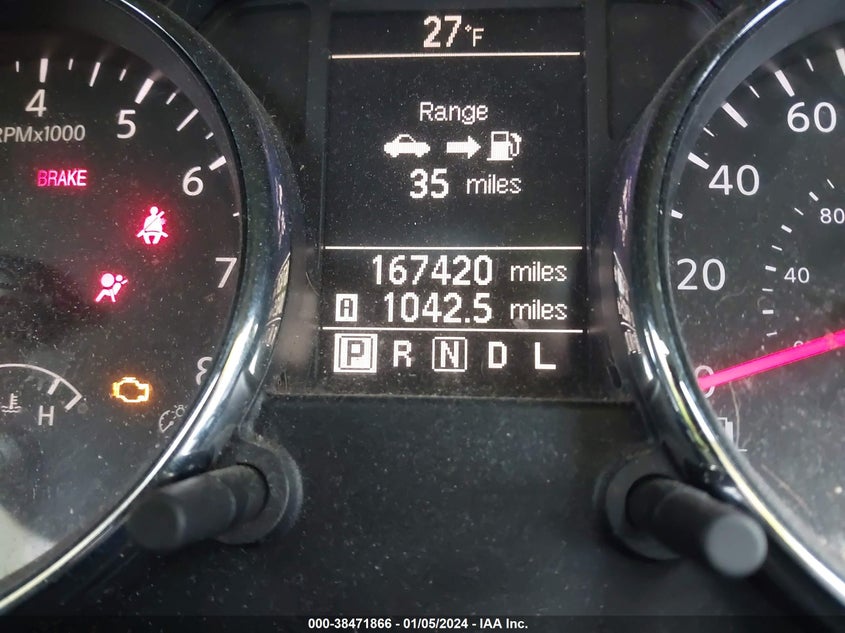 27°F
Range
35 miles
167420 miles
A 1042.5 miles
P R N D L
4
5
6
7
8
RPMx1000
BRAKE
H
60
40
20
0
80
40
000-38471866 - 01/05/2024 - IAA Inc.